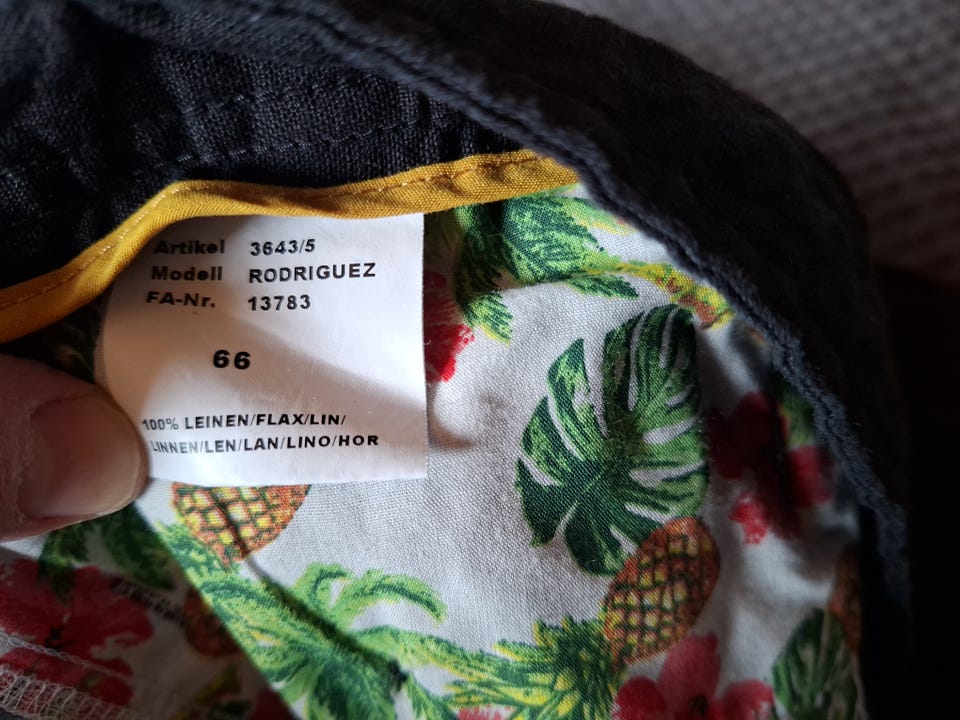 Artikel 3643/5
Modell RODRIGUEZ
FA-Nr. 13783
66
100% LEINEN/FLAX/LIN/
LINNEN/LEN/LAN/LINO/HOR